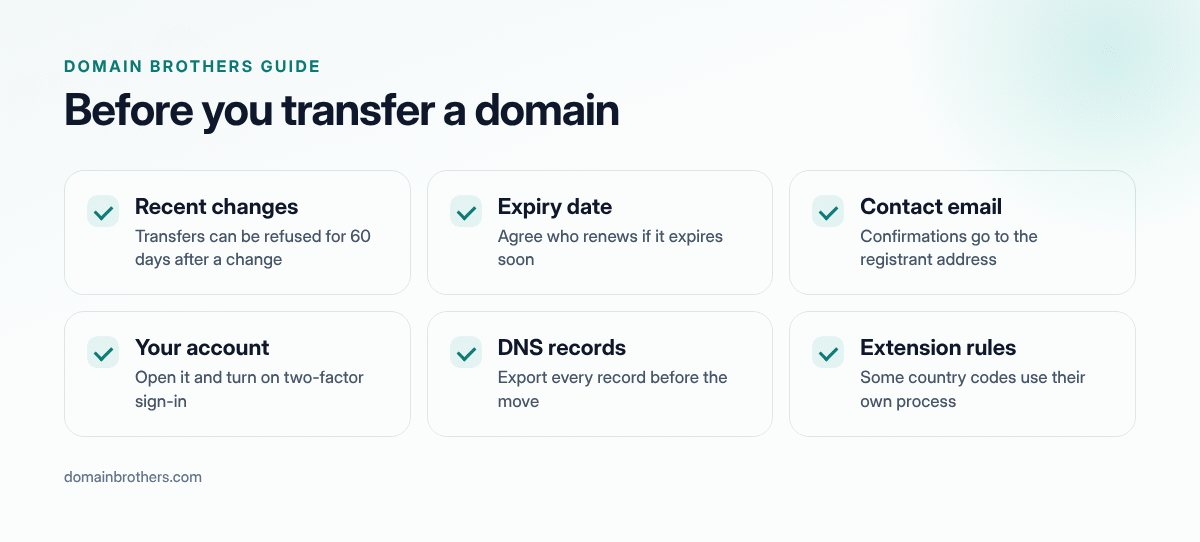 DOMAIN BROTHERS GUIDE
Before you transfer a domain
Recent changes
Transfers can be refused for 60
days after a change
Expiry date
Agree who renews if it expires
soon
Contact email
Confirmations go to the
registrant address
Your account
Open it and turn on two-factor
sign-in
DNS records
Export every record before the
move
Extension rules
Some country codes use their
own process
domainbrothers.com